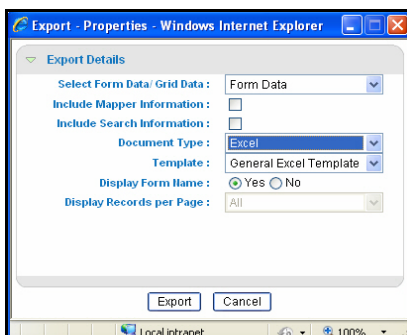 Export - Properties - Windows Internet Explorer
Export Details
Select Form Data/ Grid Data : Form Data
Include Mapper Information :
Include Search Information :
Document Type : Excel
Template : General Excel Template
Display Form Name : Yes No
Display Records per Page : All
Export Cancel
Local intranet 100%